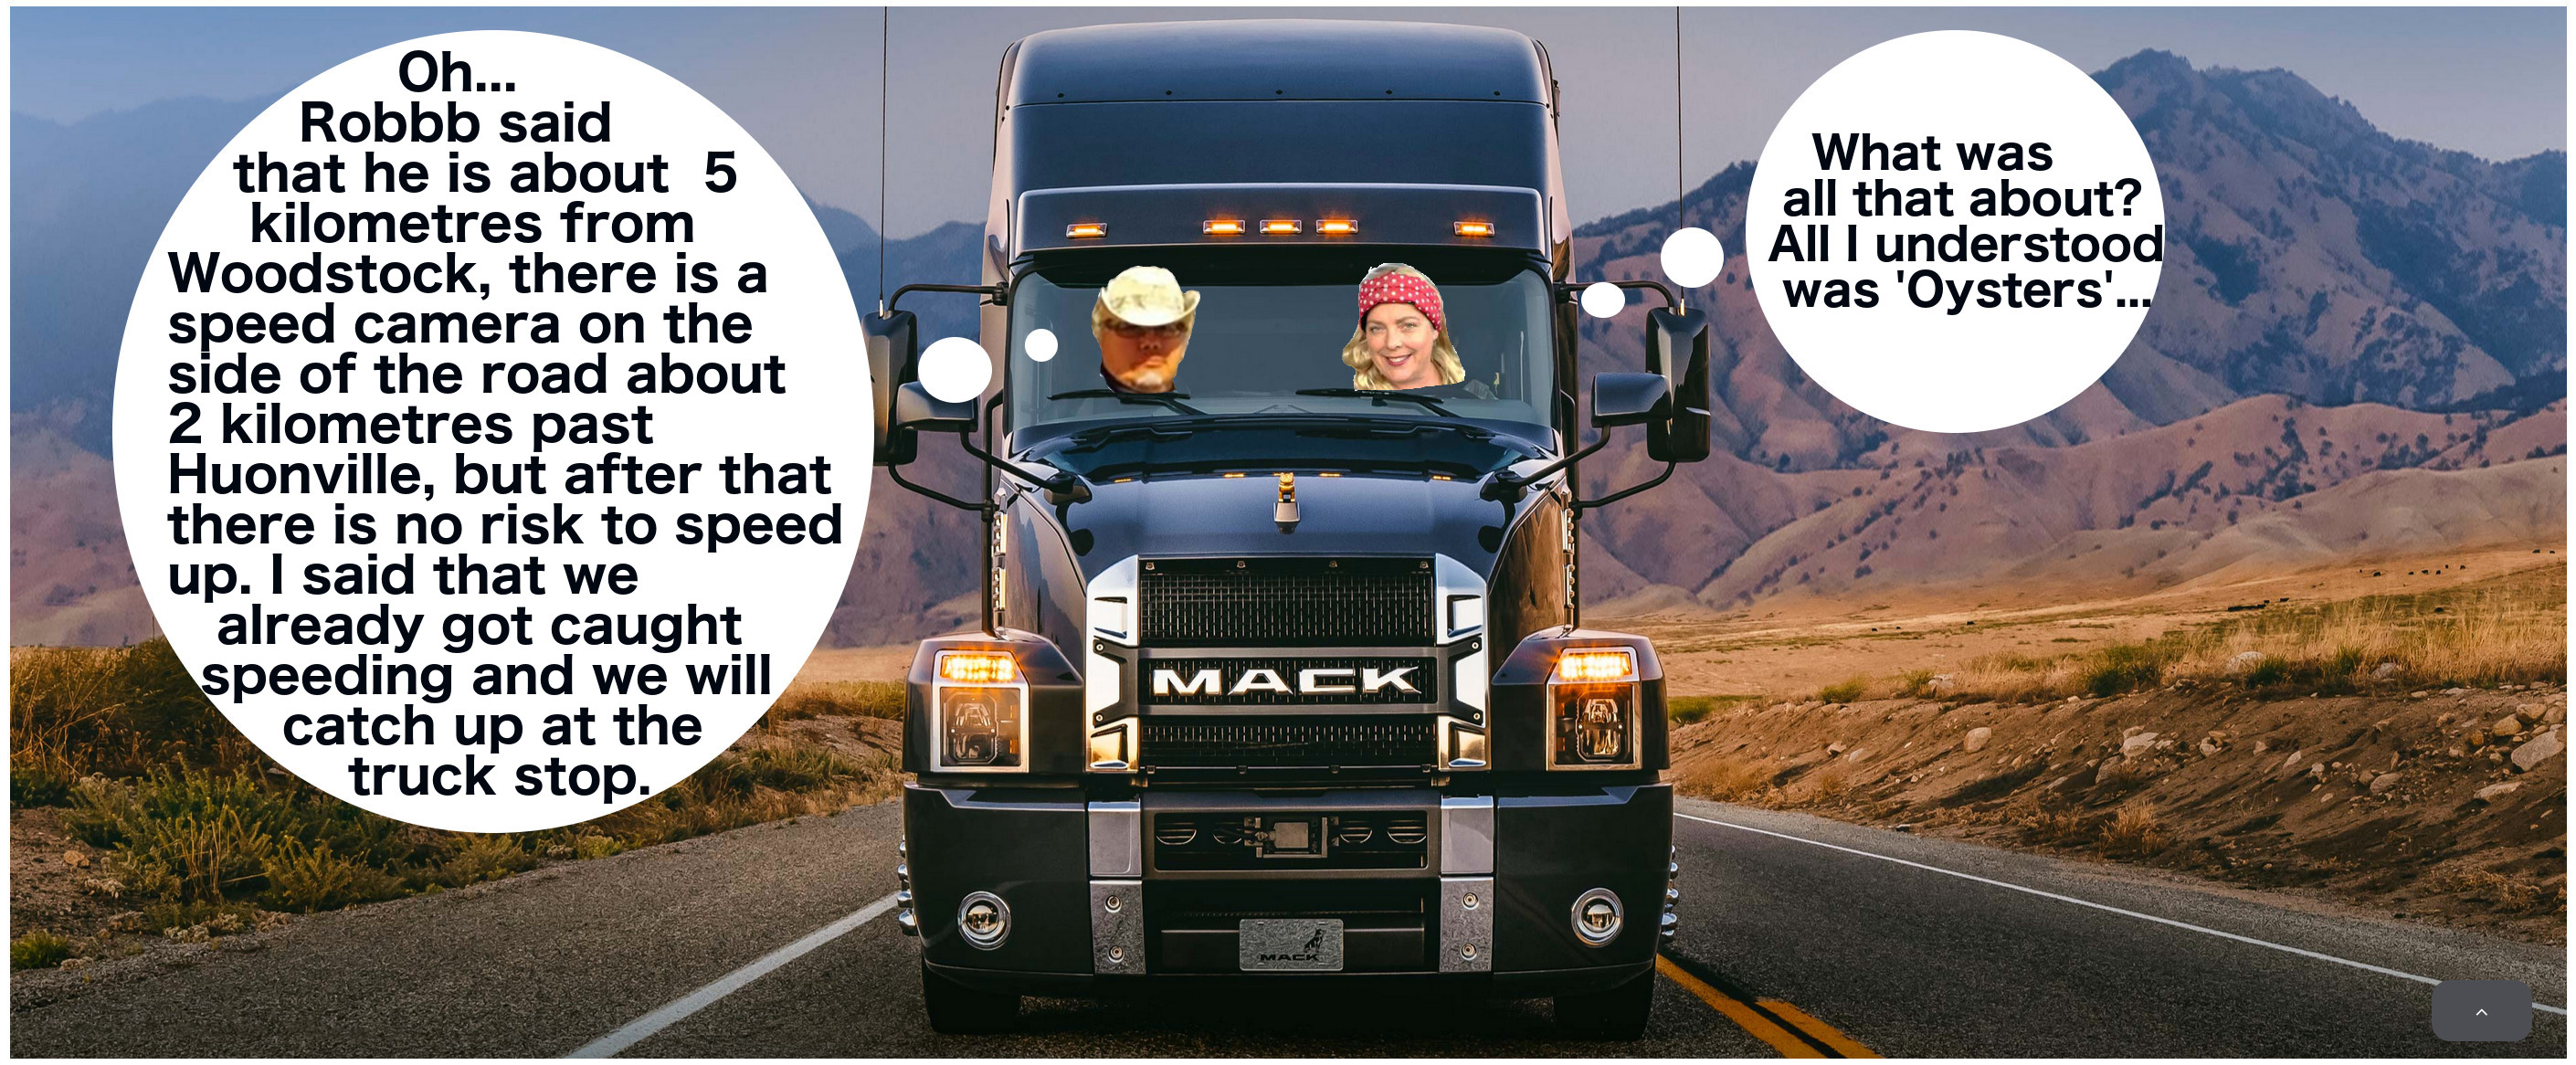 Oh...
Robbb said
that he is about 5
kilometres from
Woodstock, there is a
speed camera on the
side of the road about
2 kilometres past
Huonville, but after that
there is no risk to speed
up. I said that we
already got caught
speeding and we will
catch up at the
truck stop.
What was
all that about?
All I understood
was 'Oysters'...
MACK
MACK